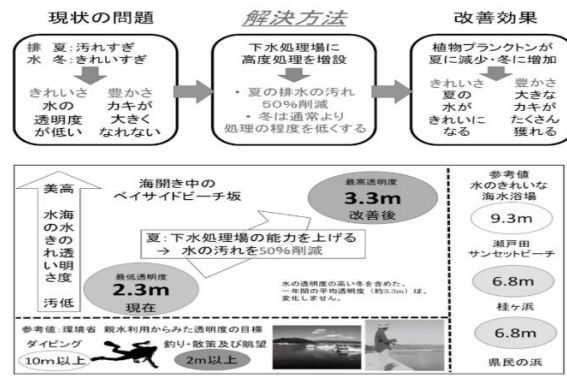 現状の問題
解決方法
改善効果
排 夏:汚れすぎ
水 冬:きれいすぎ
きれいさ
水の
透明度
が低い
豊かさ
カキが
大きく
なれない
下水処理場に
高度処理を増設
・夏の排水の汚れ
50%削減
・冬は通常より
処理の程度を低くする
植物プランクトンが
夏に減少・冬に増加
きれいさ
夏の
水が
きれいに
なる
豊かさ
大きな
カキが
たくさん
獲れる
高
美
海の透明度
水のきれいさ
低
汚
海開き中の
ベイサイドビーチ坂
最高透明度
3.3m
改善後
夏:下水処理場の能力を上げる
→ 水の汚れを50%削減
最低透明度
2.3m
現在
水の透明度の高い冬を含めた、
一年間の平均透明度(約3.3m)は、
変化しません。
参考値:環境省 親水利用からみた透明度の目標
ダイビング
10m以上
釣り・散策及び眺望
2m以上
参考値
水のきれいな
海水浴場
9.3m
瀬戸田
サンセットビーチ
6.8m
桂ヶ浜
6.8m
県民の浜